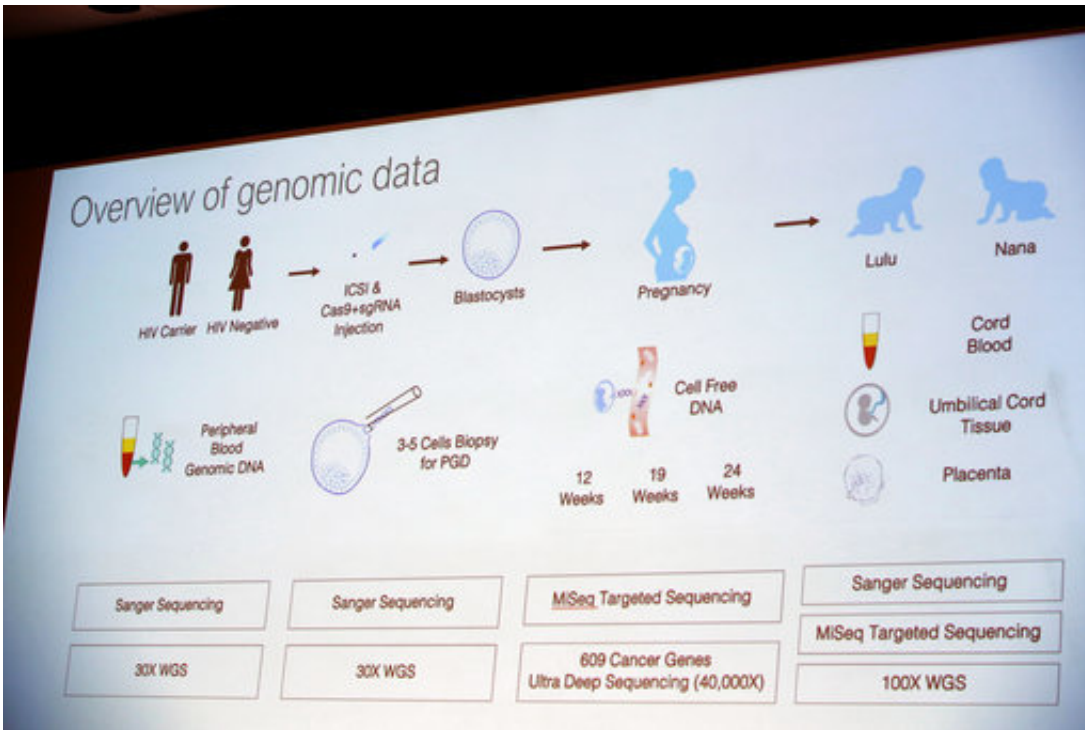 Overview of genomic data
HIV Carrier
HIV Negative
ICSI &
Cas9+sgRNA
Injection
Blastocysts
Pregnancy
Lulu
Nana
Peripheral
Blood
Genomic DNA
3-5 Cells Biopsy
for PGD
Cell Free
DNA
12
Weeks
19
Weeks
24
Weeks
Cord
Blood
Umbilical Cord
Tissue
Placenta
Sanger Sequencing
30X WGS
Sanger Sequencing
30X WGS
MiSeq Targeted Sequencing
609 Cancer Genes
Ultra Deep Sequencing (40,000X)
Sanger Sequencing
MiSeq Targeted Sequencing
100X WGS